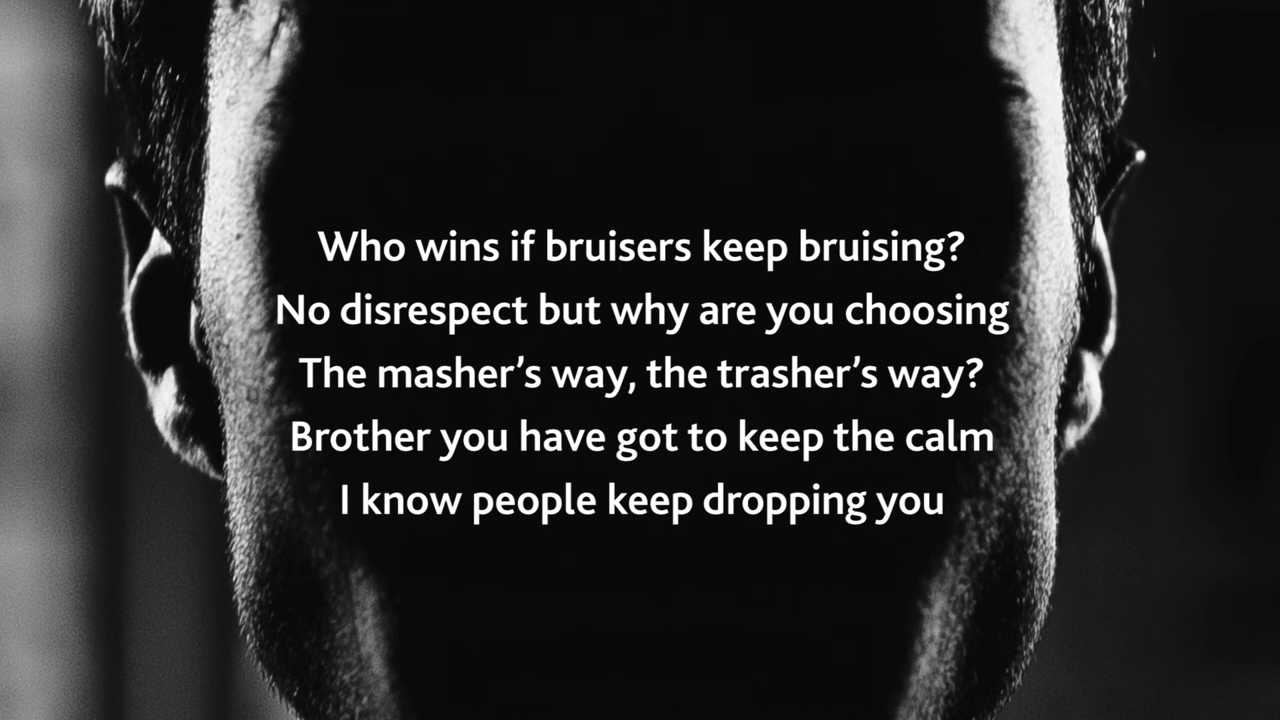 Who wins if bruisers keep bruising?
No disrespect but why are you choosing
The masher’s way, the trasher’s way?
Brother you have got to keep the calm
I know people keep dropping you